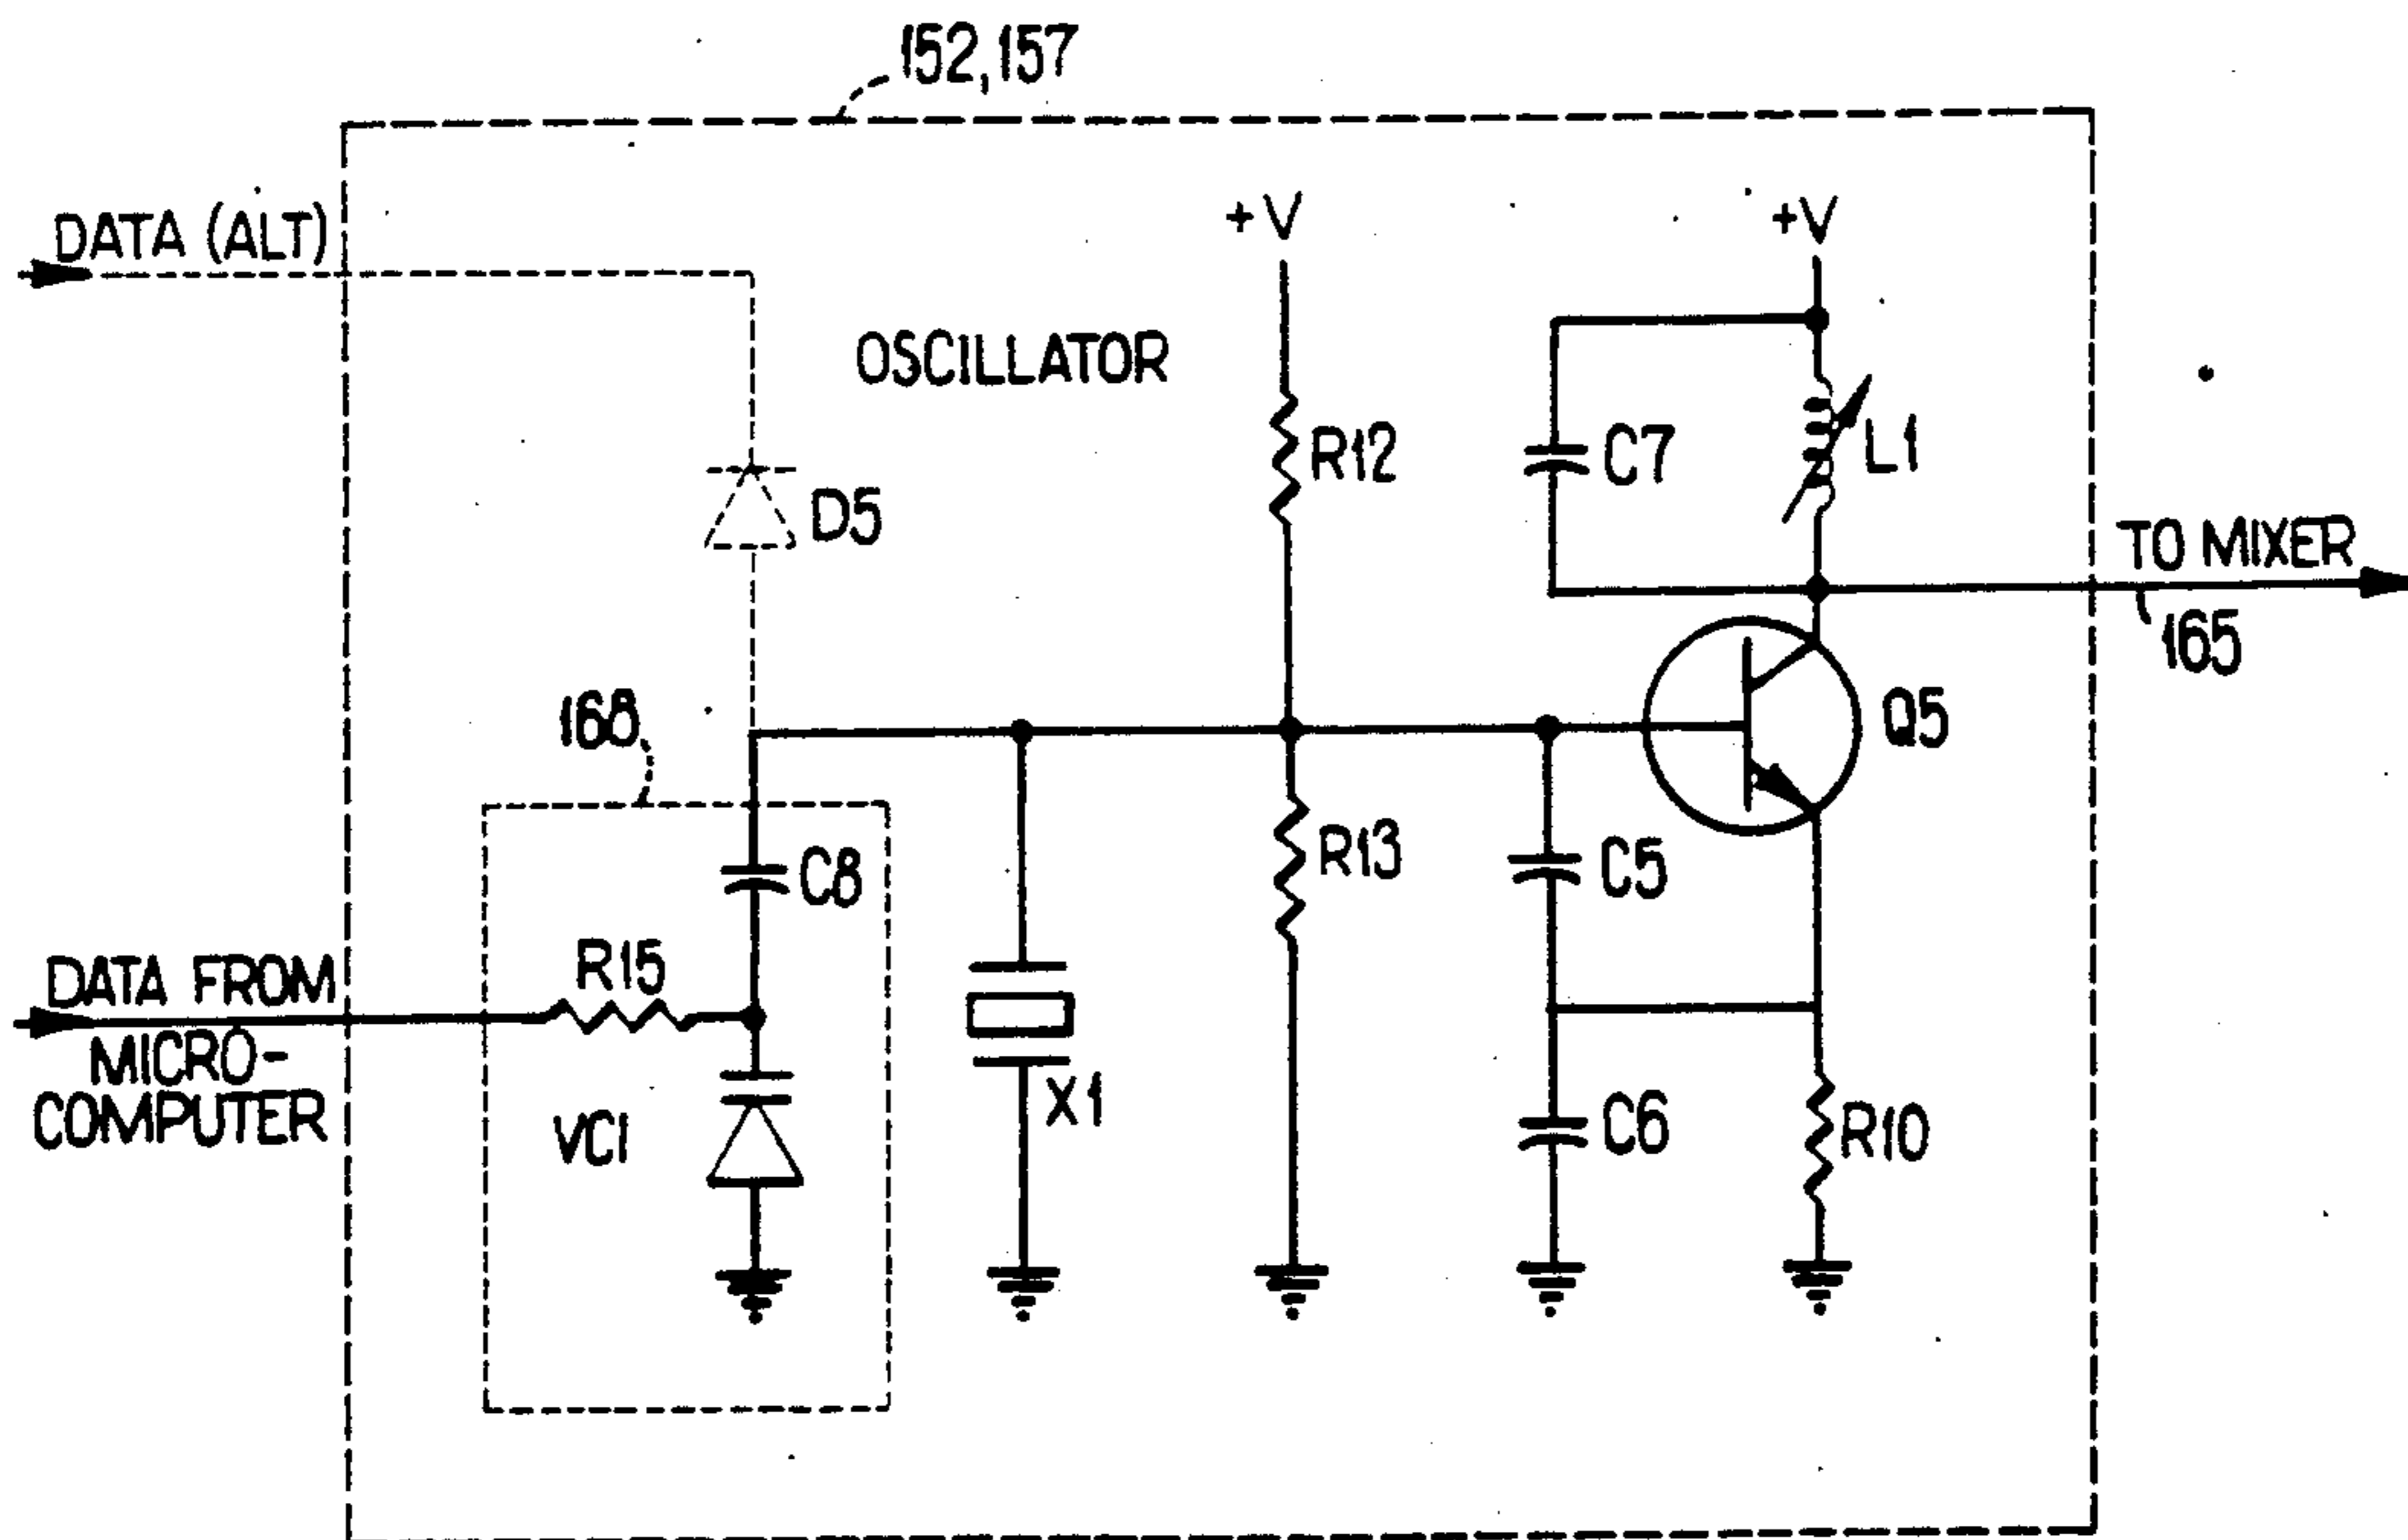 152,157
DATA (ALT)
+V
+V
OSCILLATOR
R12
C7
L1
D5
TO MIXER
165
168
Q5
C8
R13
C5
R15
DATA FROM
MICRO-
COMPUTER
VC1
X1
C6
R10